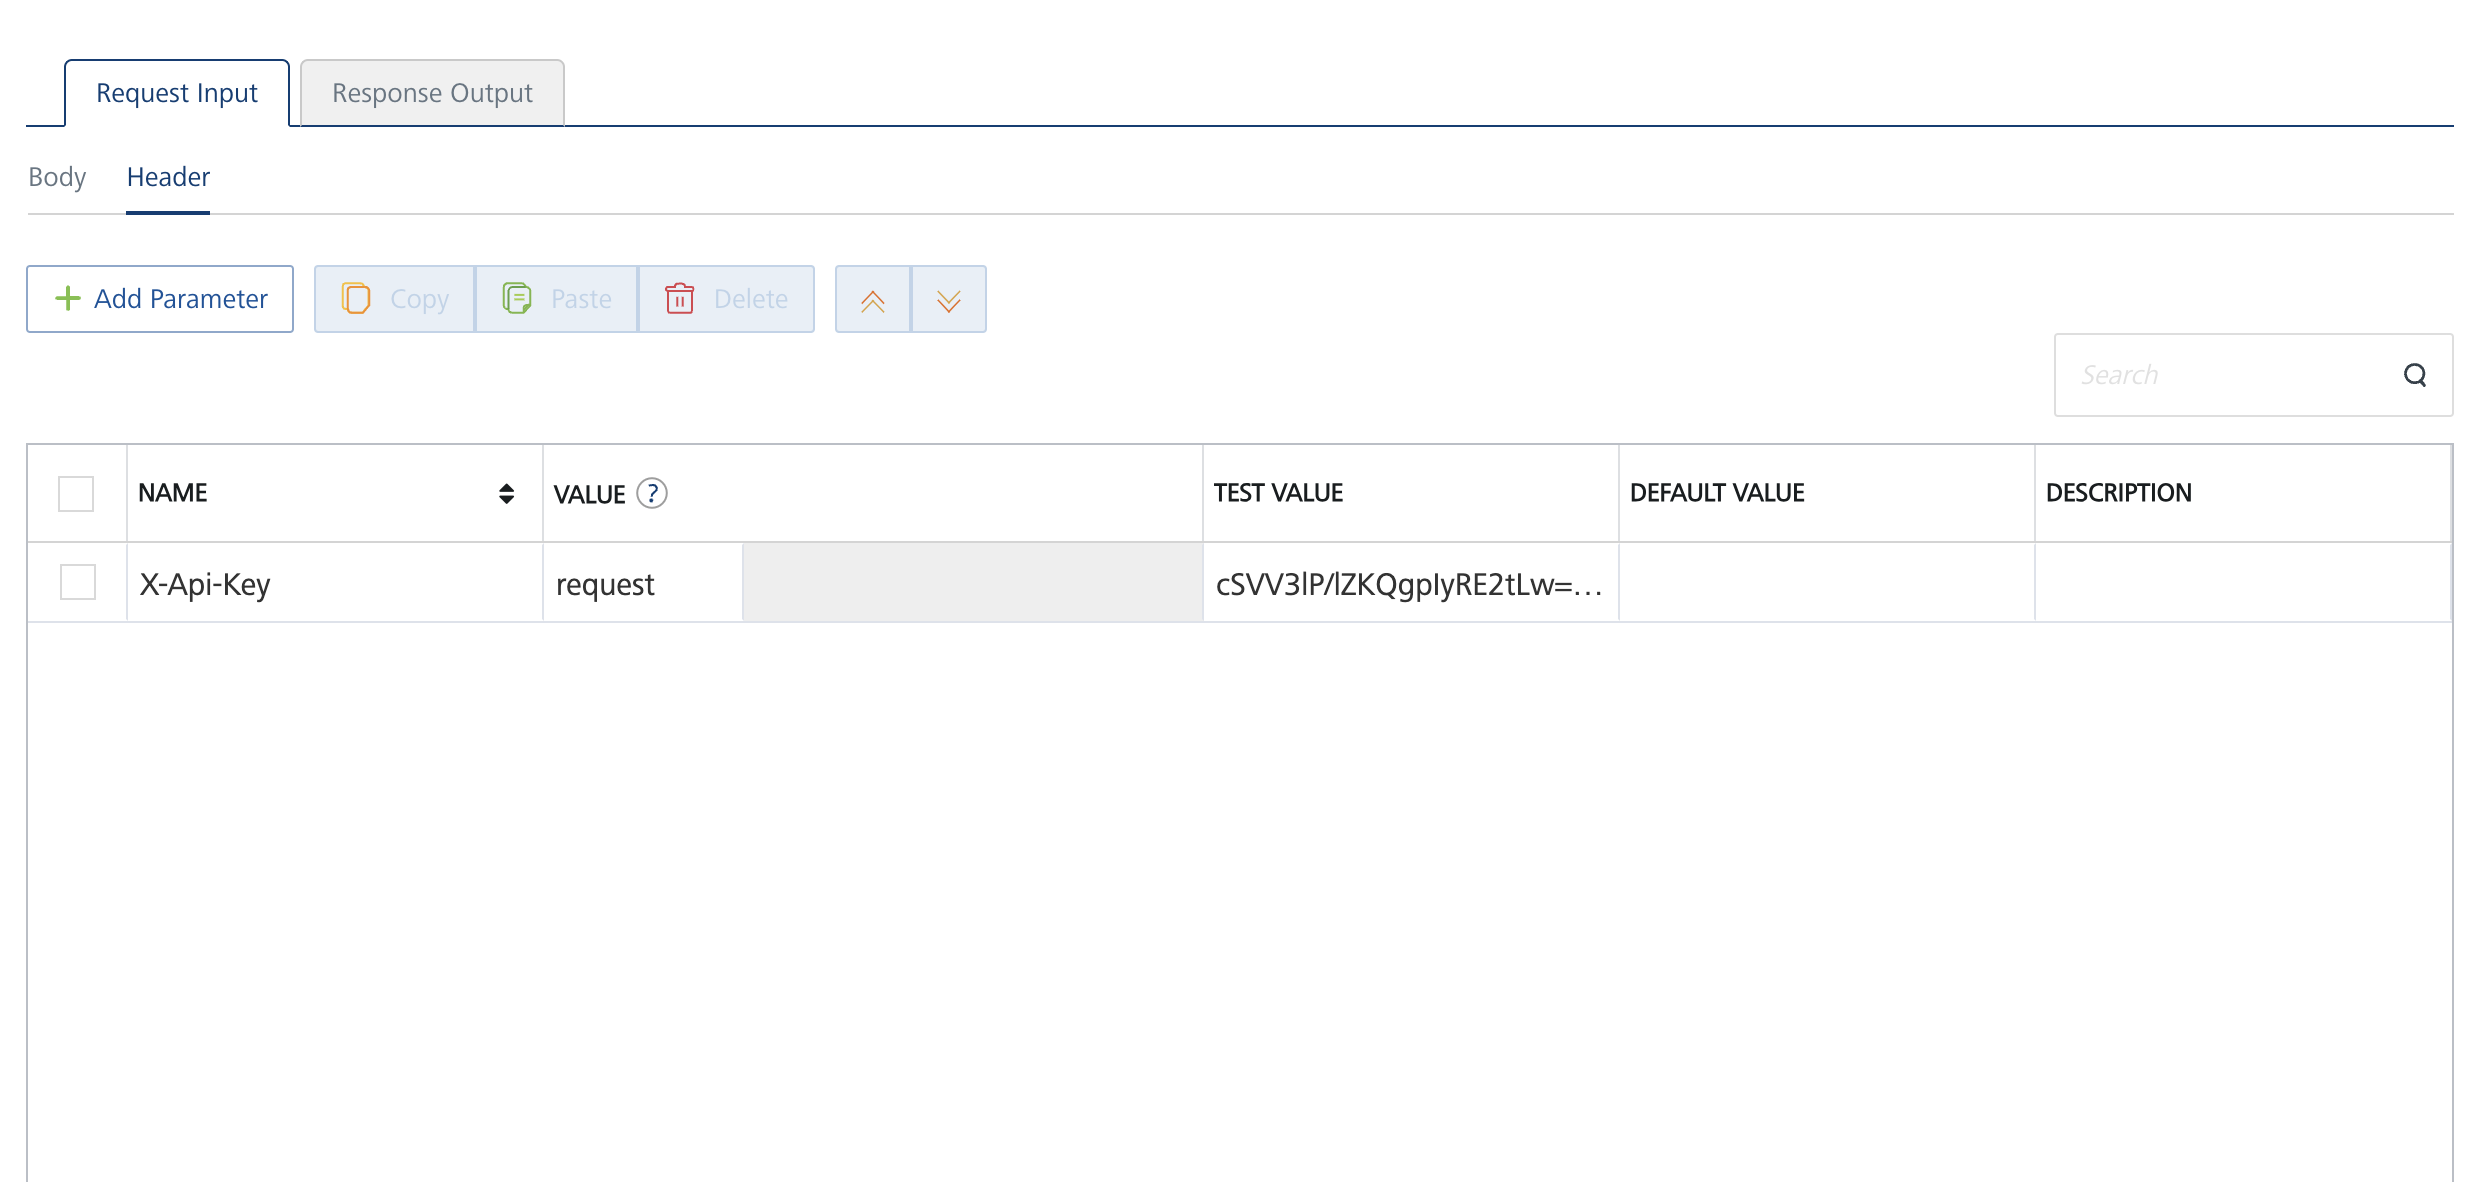 Request Input Response Output
Body Header
Add Parameter Copy Paste Delete
Search
NAME VALUE ? TEST VALUE DEFAULT VALUE DESCRIPTION
X-Api-Key request cSVV3lP/lZKQgpIyRE2tLw=...